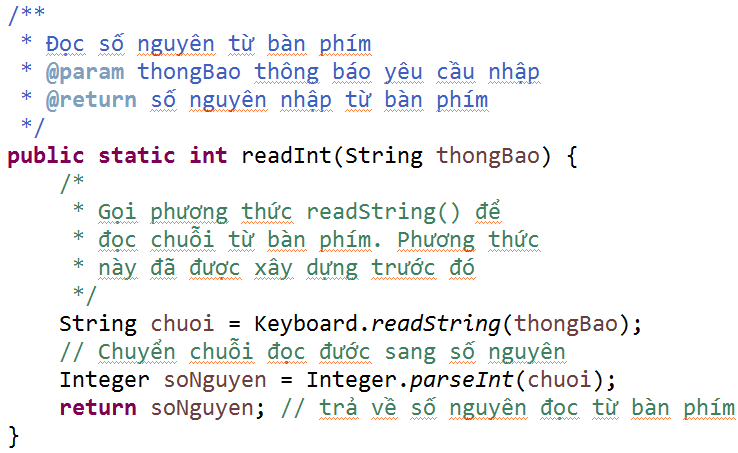 /**
 * Đọc số nguyên từ bàn phím
 * @param thongBao thông báo yêu cầu nhập
 * @return số nguyên nhập từ bàn phím
 */
public static int readInt(String thongBao) {
    /*
     * Gọi phương thức readString() để
     * đọc chuỗi từ bàn phím. Phương thức
     * này đã được xây dựng trước đó
     */
    String chuoi = Keyboard.readString(thongBao);
    // Chuyển chuỗi đọc đước sang số nguyên
    Integer soNguyen = Integer.parseInt(chuoi);
    return soNguyen; // trả về số nguyên đọc từ bàn phím
}